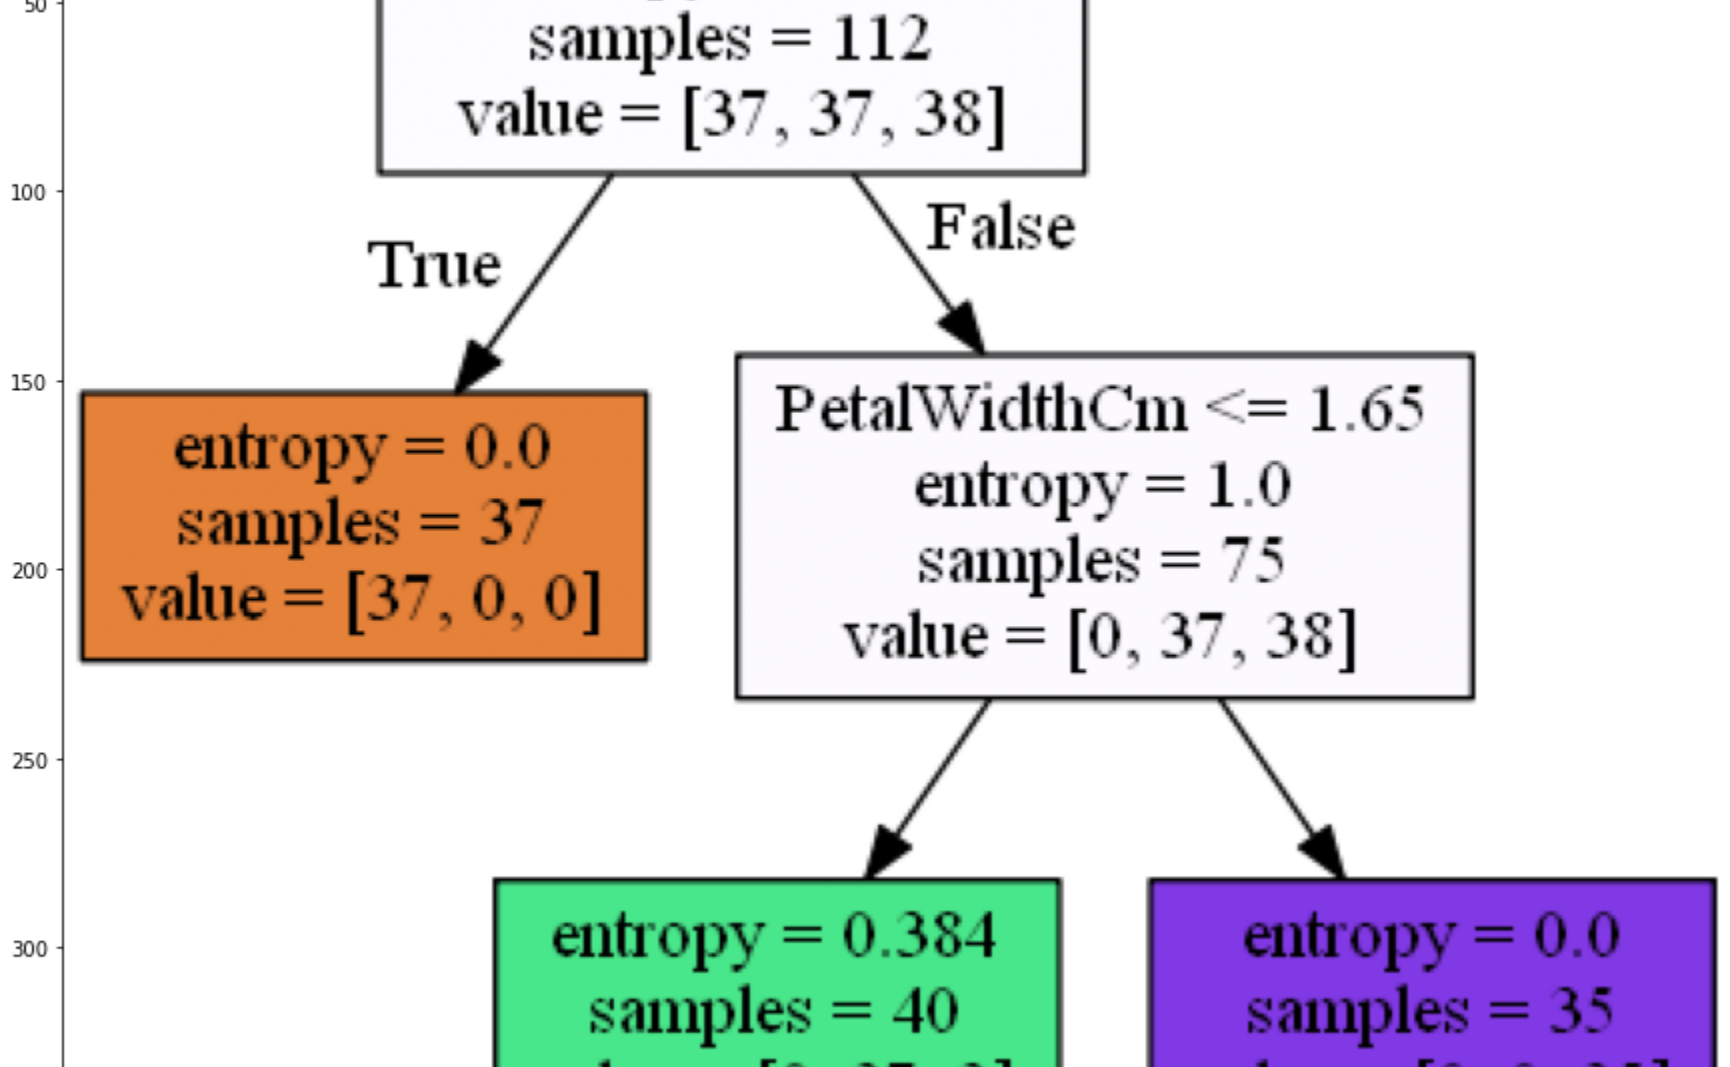 50
samples = 112
value = [37, 37, 38]
100
False
True
150
PetalWidthCm <= 1.65
entropy = 0.0
entropy = 1.0
samples = 37
samples = 75
200
value = [37, 0, 0]
value = [0, 37, 38]
250
entropy = 0.384
entropy = 0.0
300
samples = 40
samples = 35